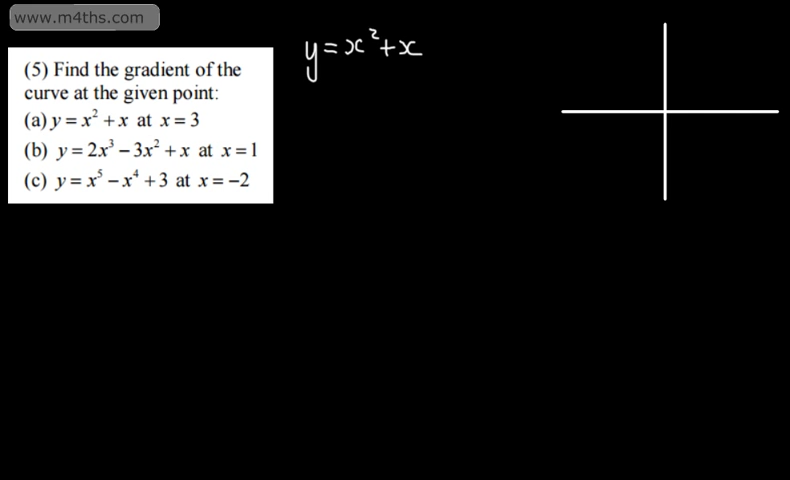 www.m4ths.com
(5) Find the gradient of the
curve at the given point:
(a) y = x² + x at x = 3
(b) y = 2x³ – 3x² + x at x = 1
(c) y = x⁵ – x⁴ + 3 at x = –2
y = x² + x